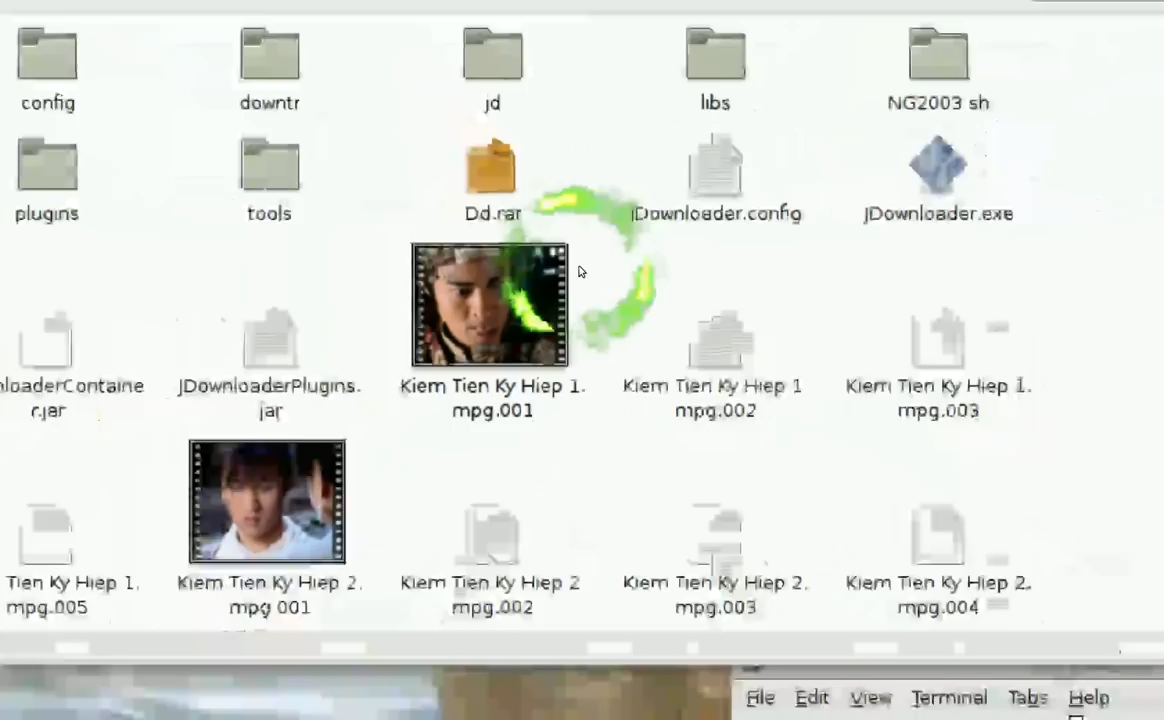 config
downtr
jd
libs
NG2003 sh
plugins
tools
Dd.rar
JDownloader.config
JDownloader.exe
nloaderContaine
r.jar
JDownloaderPlugins.
jar
Kiem Tien Ky Hiep 1.
mpg.001
Kiem Tien Ky Hiep 1
mpg.002
Kiem Tien Ky Hiep 1.
mpg.003
Tien Ky Hiep 1.
mpg.005
Kiem Tien Ky Hiep 2.
mpg 001
Kiem Tien Ky Hiep 2
mpg.002
Kiem Tien Ky Hiep 2.
mpg.003
Kiem Tien Ky Hiep 2.
mpg.004
File Edit View Terminal Tabs Help